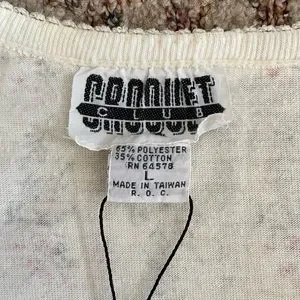 CROQUET
CLUB
65% POLYESTER
35% COTTON
RN 64578
L
MADE IN TAIWAN
R. O. C.